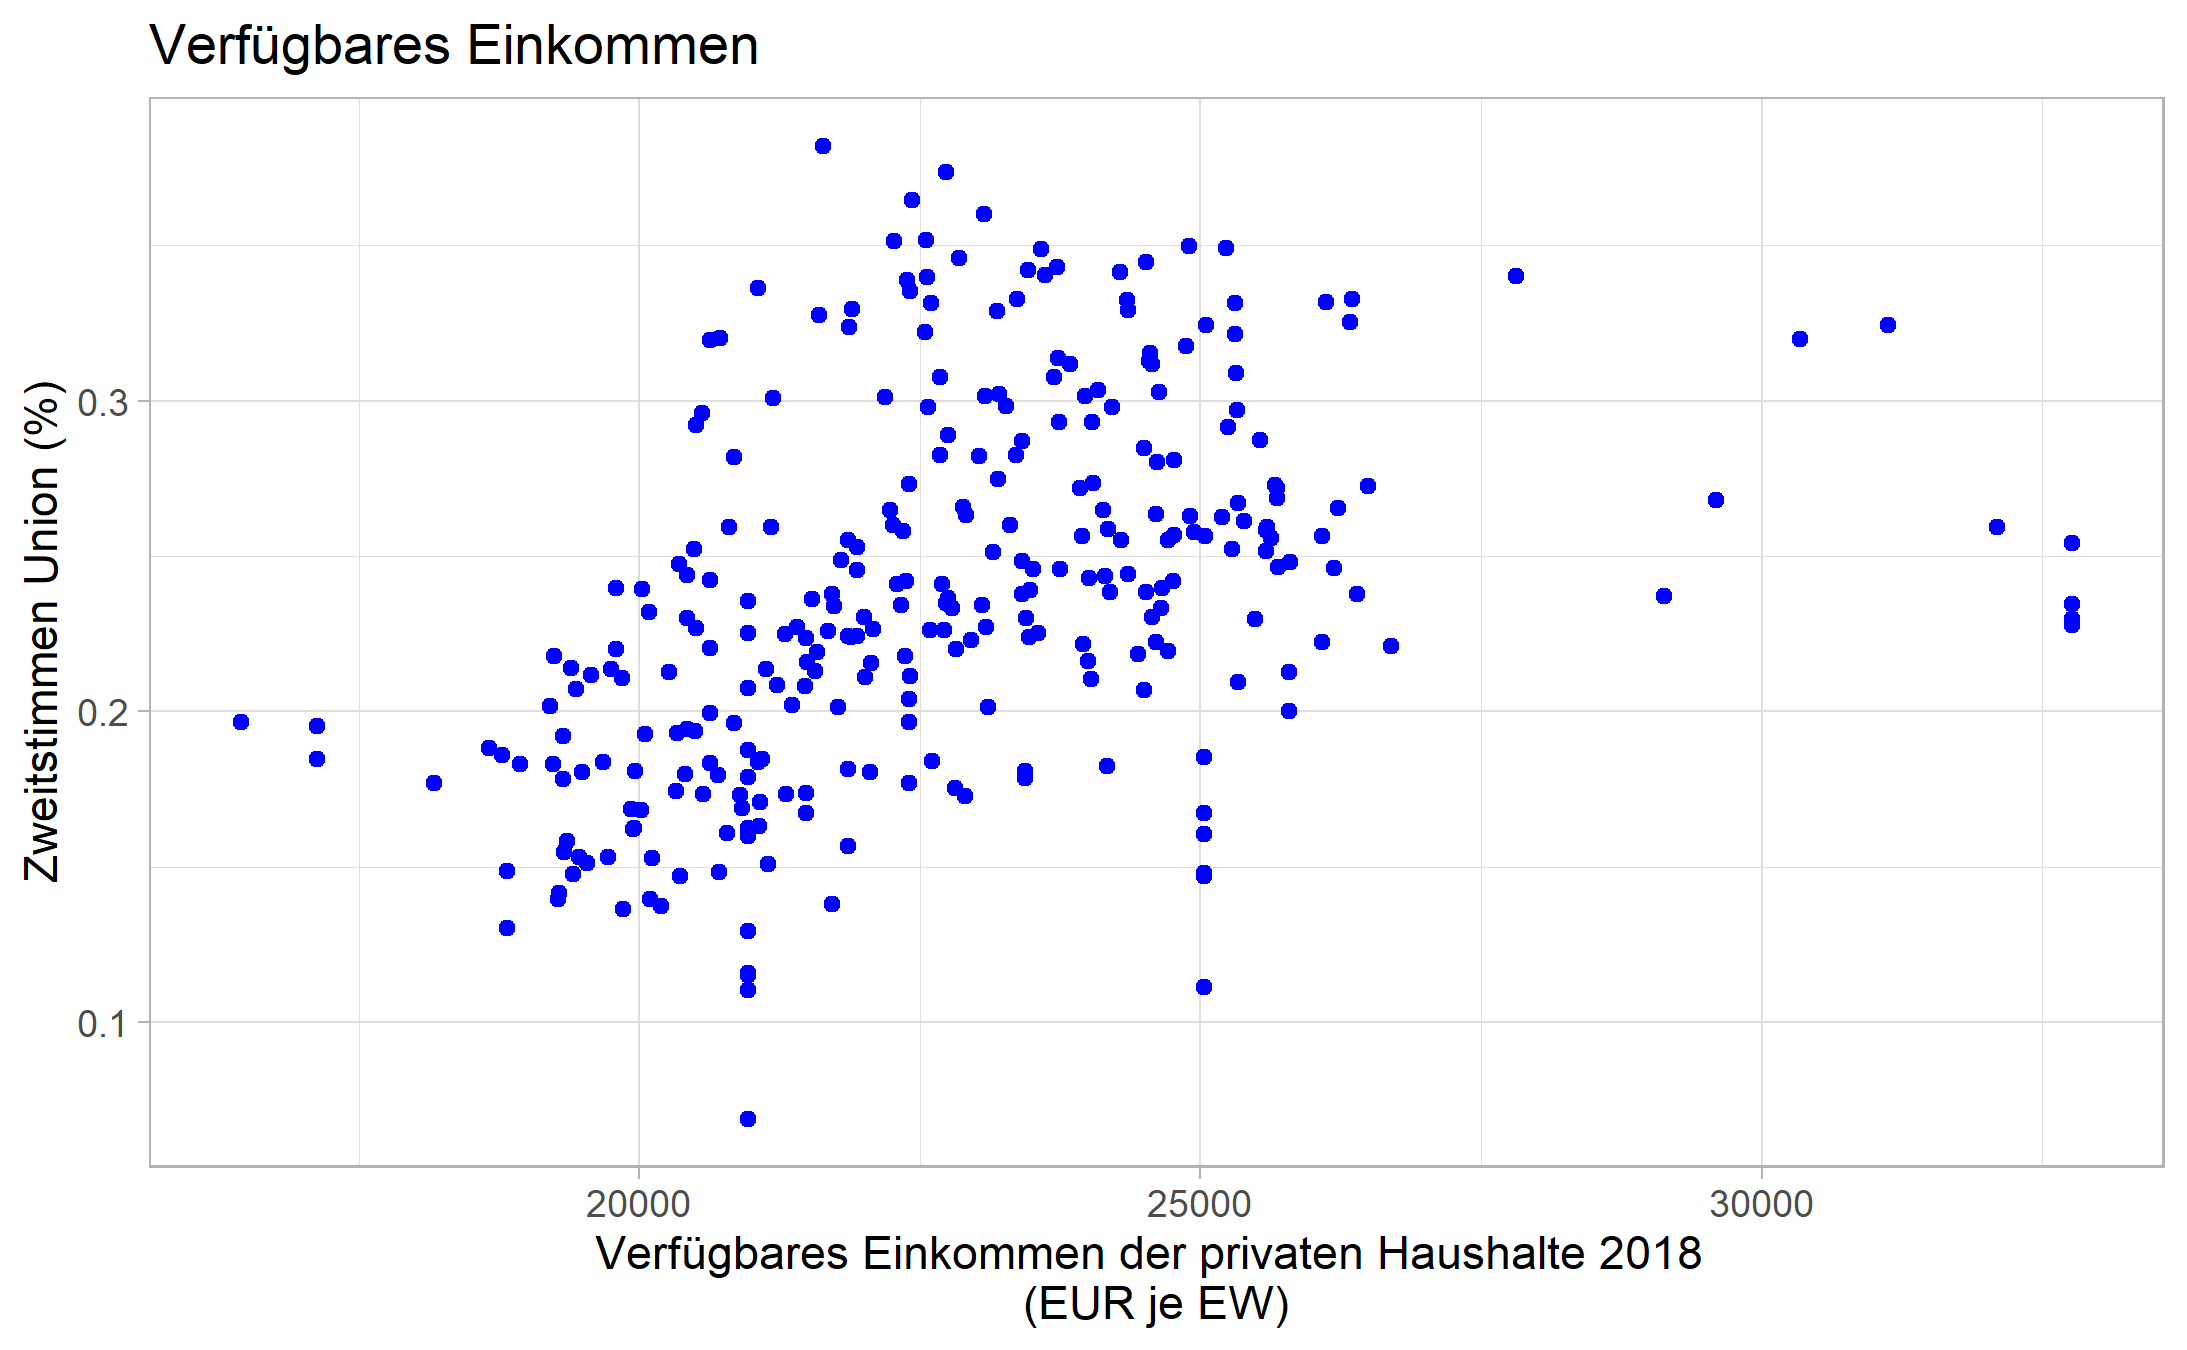 Verfügbares Einkommen
Zweitstimmen Union (%)
0.3
0.2
0.1
20000 25000 30000
Verfügbares Einkommen der privaten Haushalte 2018
(EUR je EW)